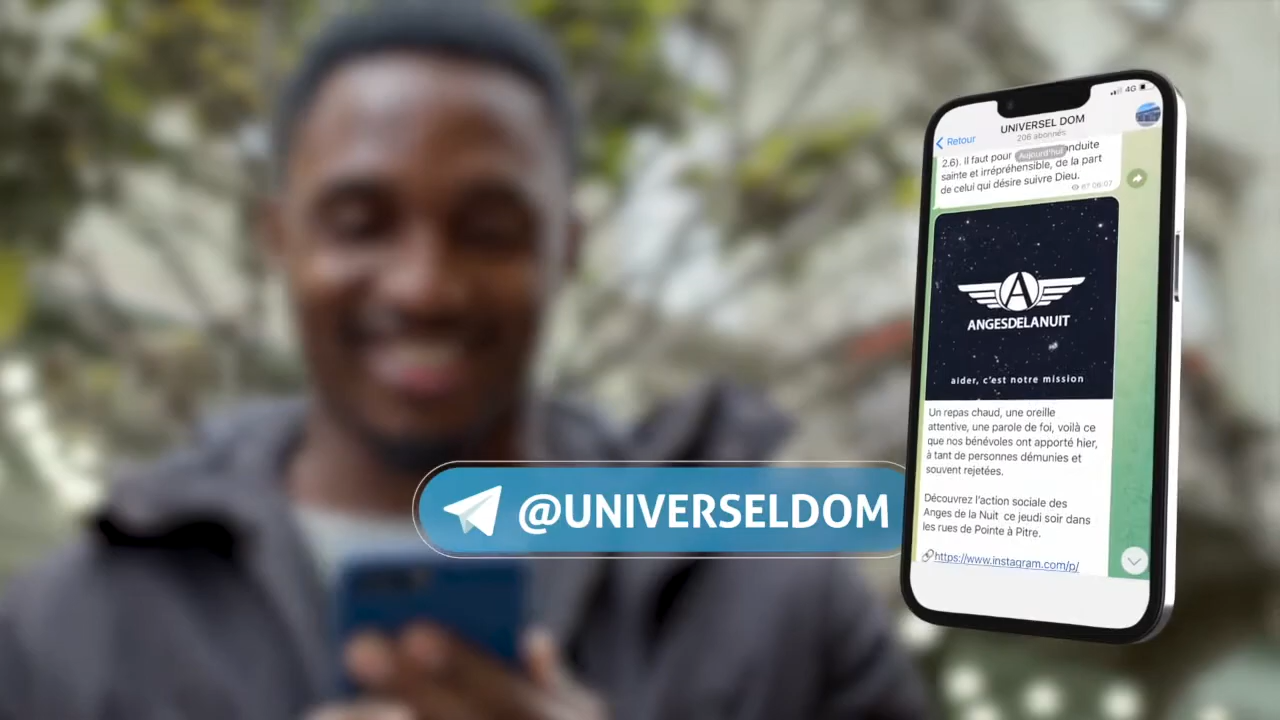 4G
UNIVERSEL DOM
Retour
206 abonnés
2.6). Il faut pour
Aujourd'hui
sainte et irrépréhensible, de la part
de celui qui désire suivre Dieu.
67 06:07
A
ANGESDELANUIT
aider, c'est notre mission
Un repas chaud, une oreille
attentive, une parole de foi, voilà ce
que nos bénévoles ont apporté hier,
à tant de personnes démunies et
souvent rejetées.
Découvrez l'action sociale des
Anges de la Nuit ce jeudi soir dans
les rues de Pointe à Pitre.
https://www.instagram.com/p/
@UNIVERSELDOM